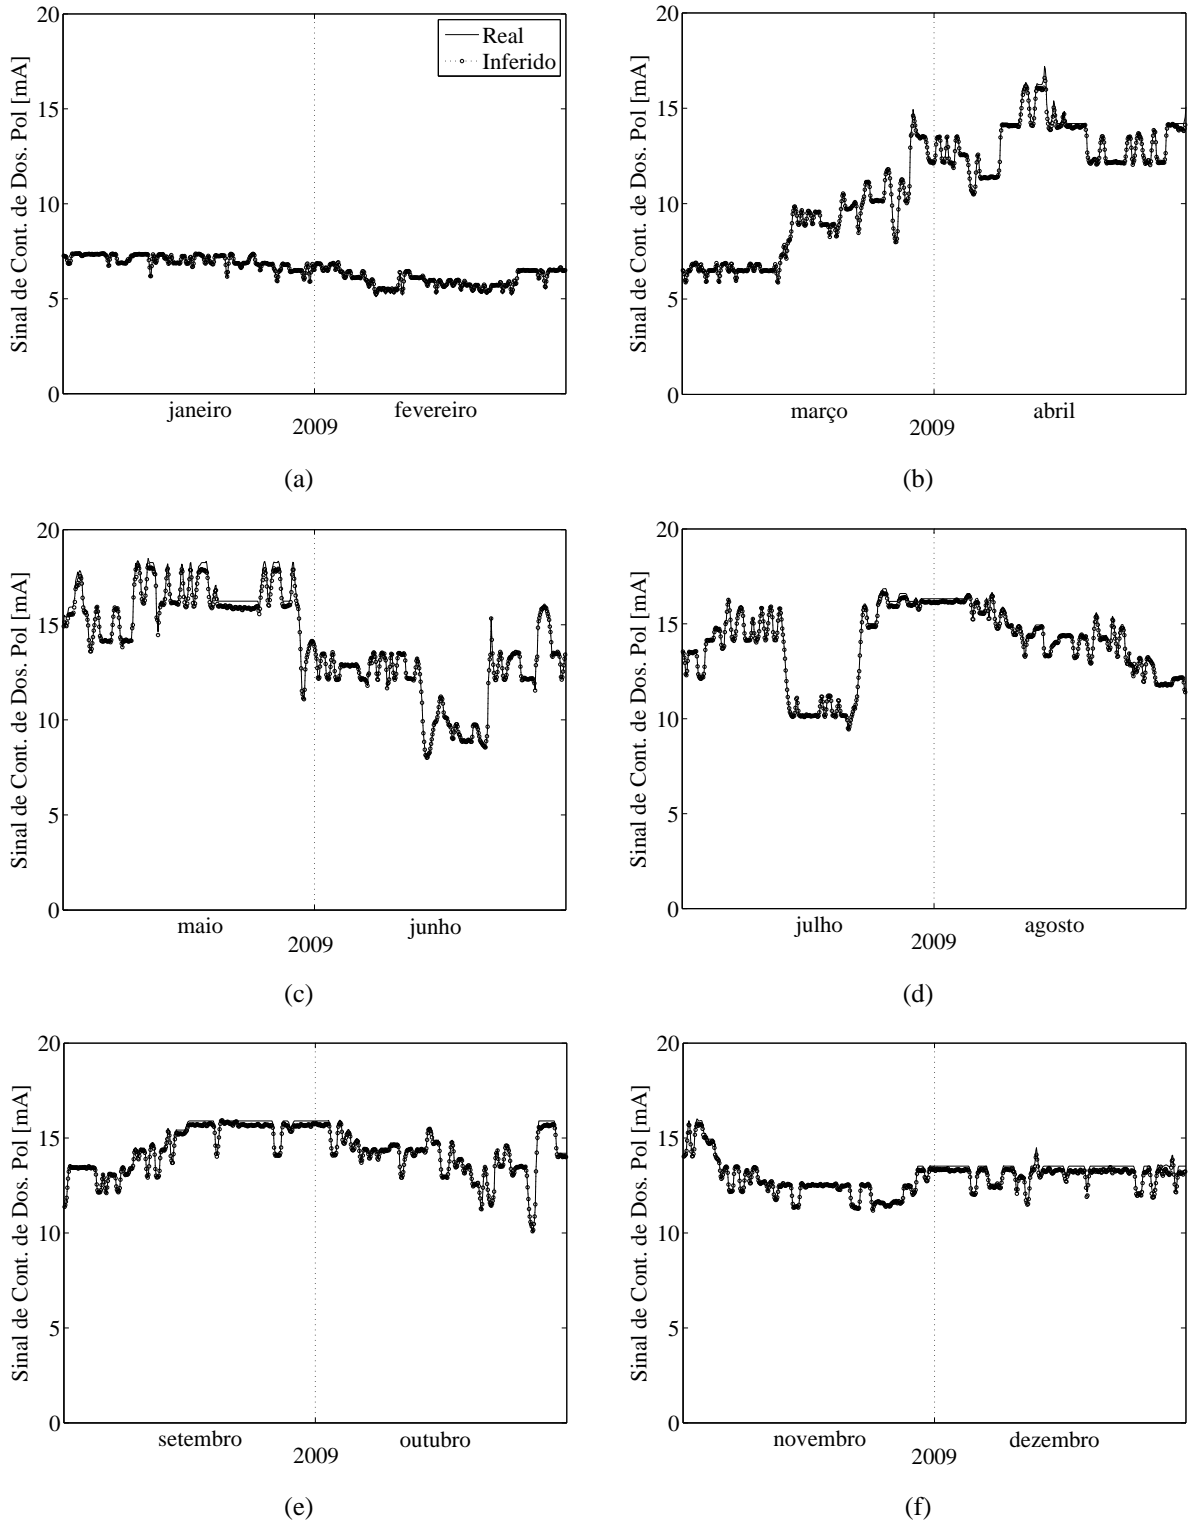 Sinal de Cont. de Dos. Pol [mA]
20
15
10
5
0
Real
Inferido
janeiro
fevereiro
2009
(a)
Sinal de Cont. de Dos. Pol [mA]
20
15
10
5
0
março
abril
2009
(b)
Sinal de Cont. de Dos. Pol [mA]
20
15
10
5
0
maio
junho
2009
(c)
Sinal de Cont. de Dos. Pol [mA]
20
15
10
5
0
julho
agosto
2009
(d)
Sinal de Cont. de Dos. Pol [mA]
20
15
10
5
0
setembro
outubro
2009
(e)
Sinal de Cont. de Dos. Pol [mA]
20
15
10
5
0
novembro
dezembro
2009
(f)